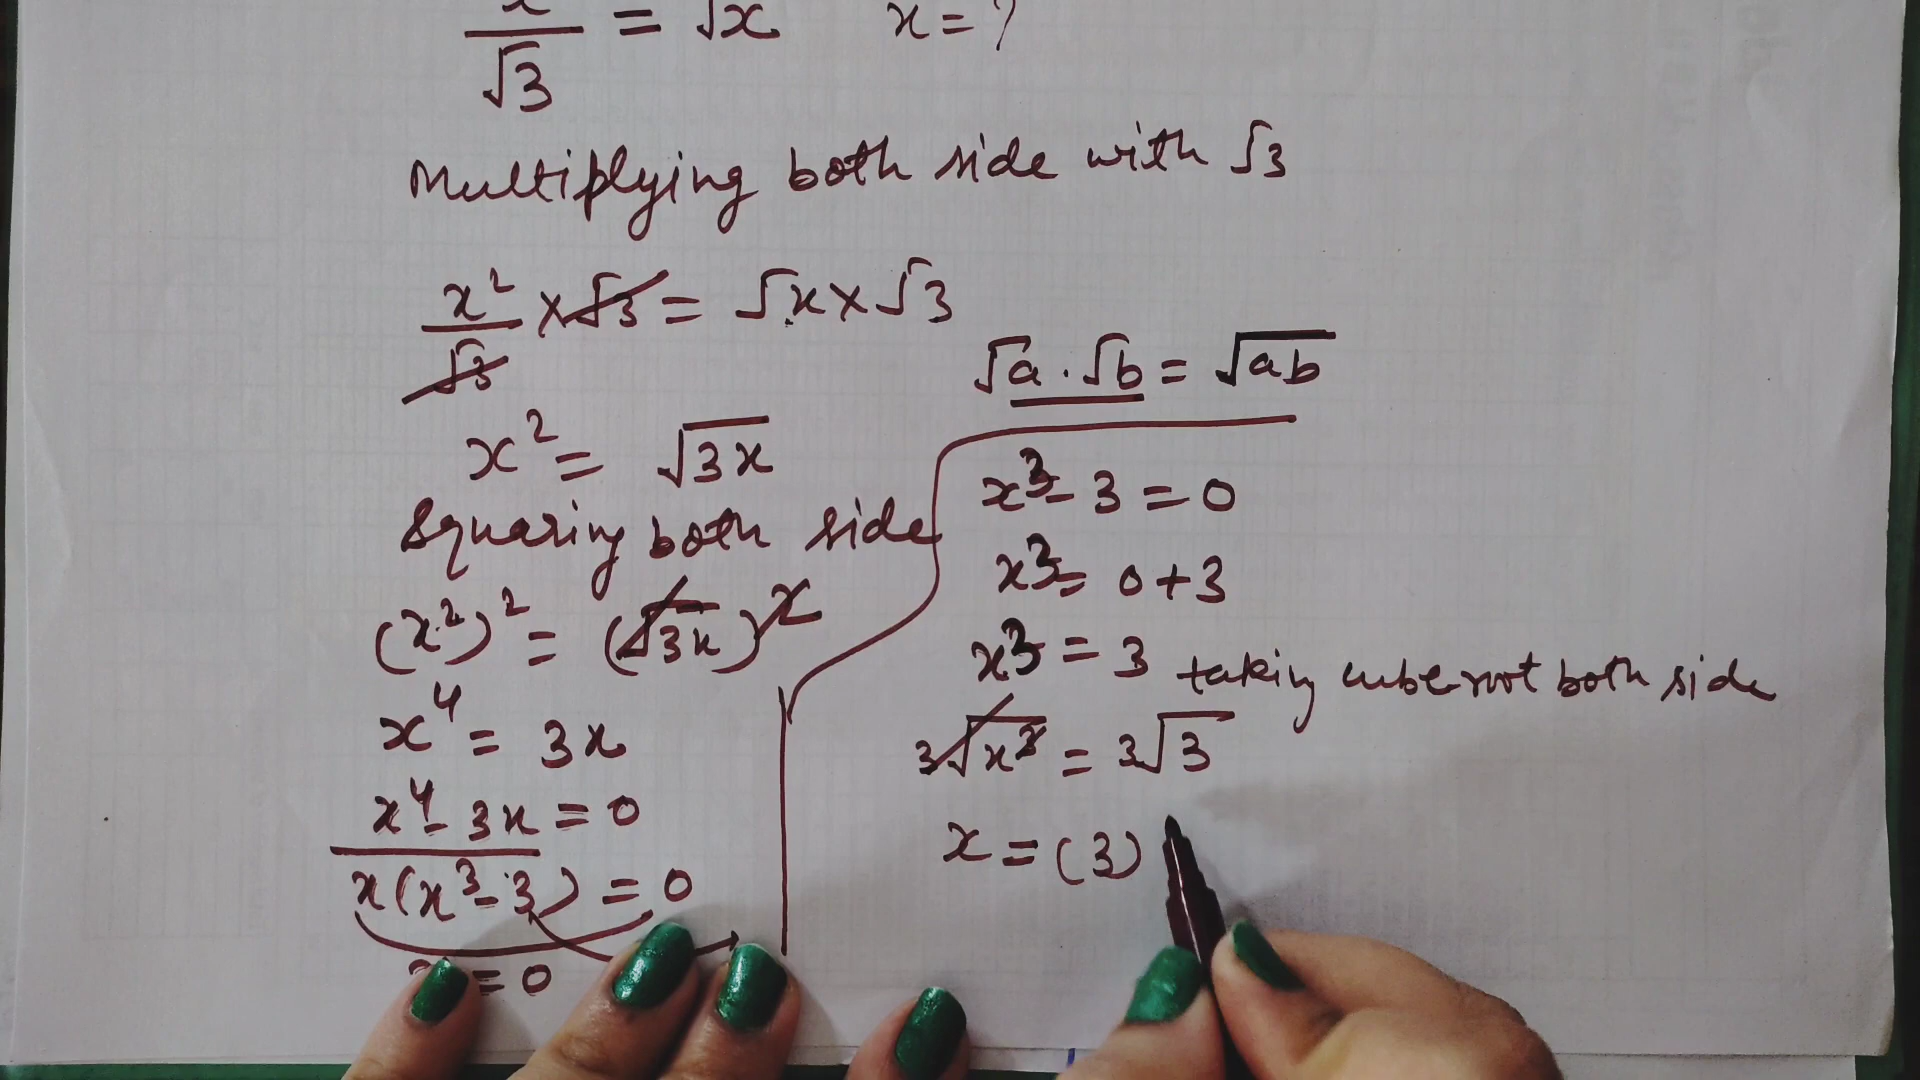 x/√3 = √x x = ?
Multiplying both side with √3
x²/√3 × √3 = √x × √3
x² = √3x
Squaring both side
(x²)² = (√3x)²
x⁴ = 3x
x⁴ - 3x = 0
x(x³ - 3) = 0
= 0
√a . √b = √ab
x³ - 3 = 0
x³ = 0 + 3
x³ = 3 taking cube root both side
3√x³ = 3√3
x = (3)